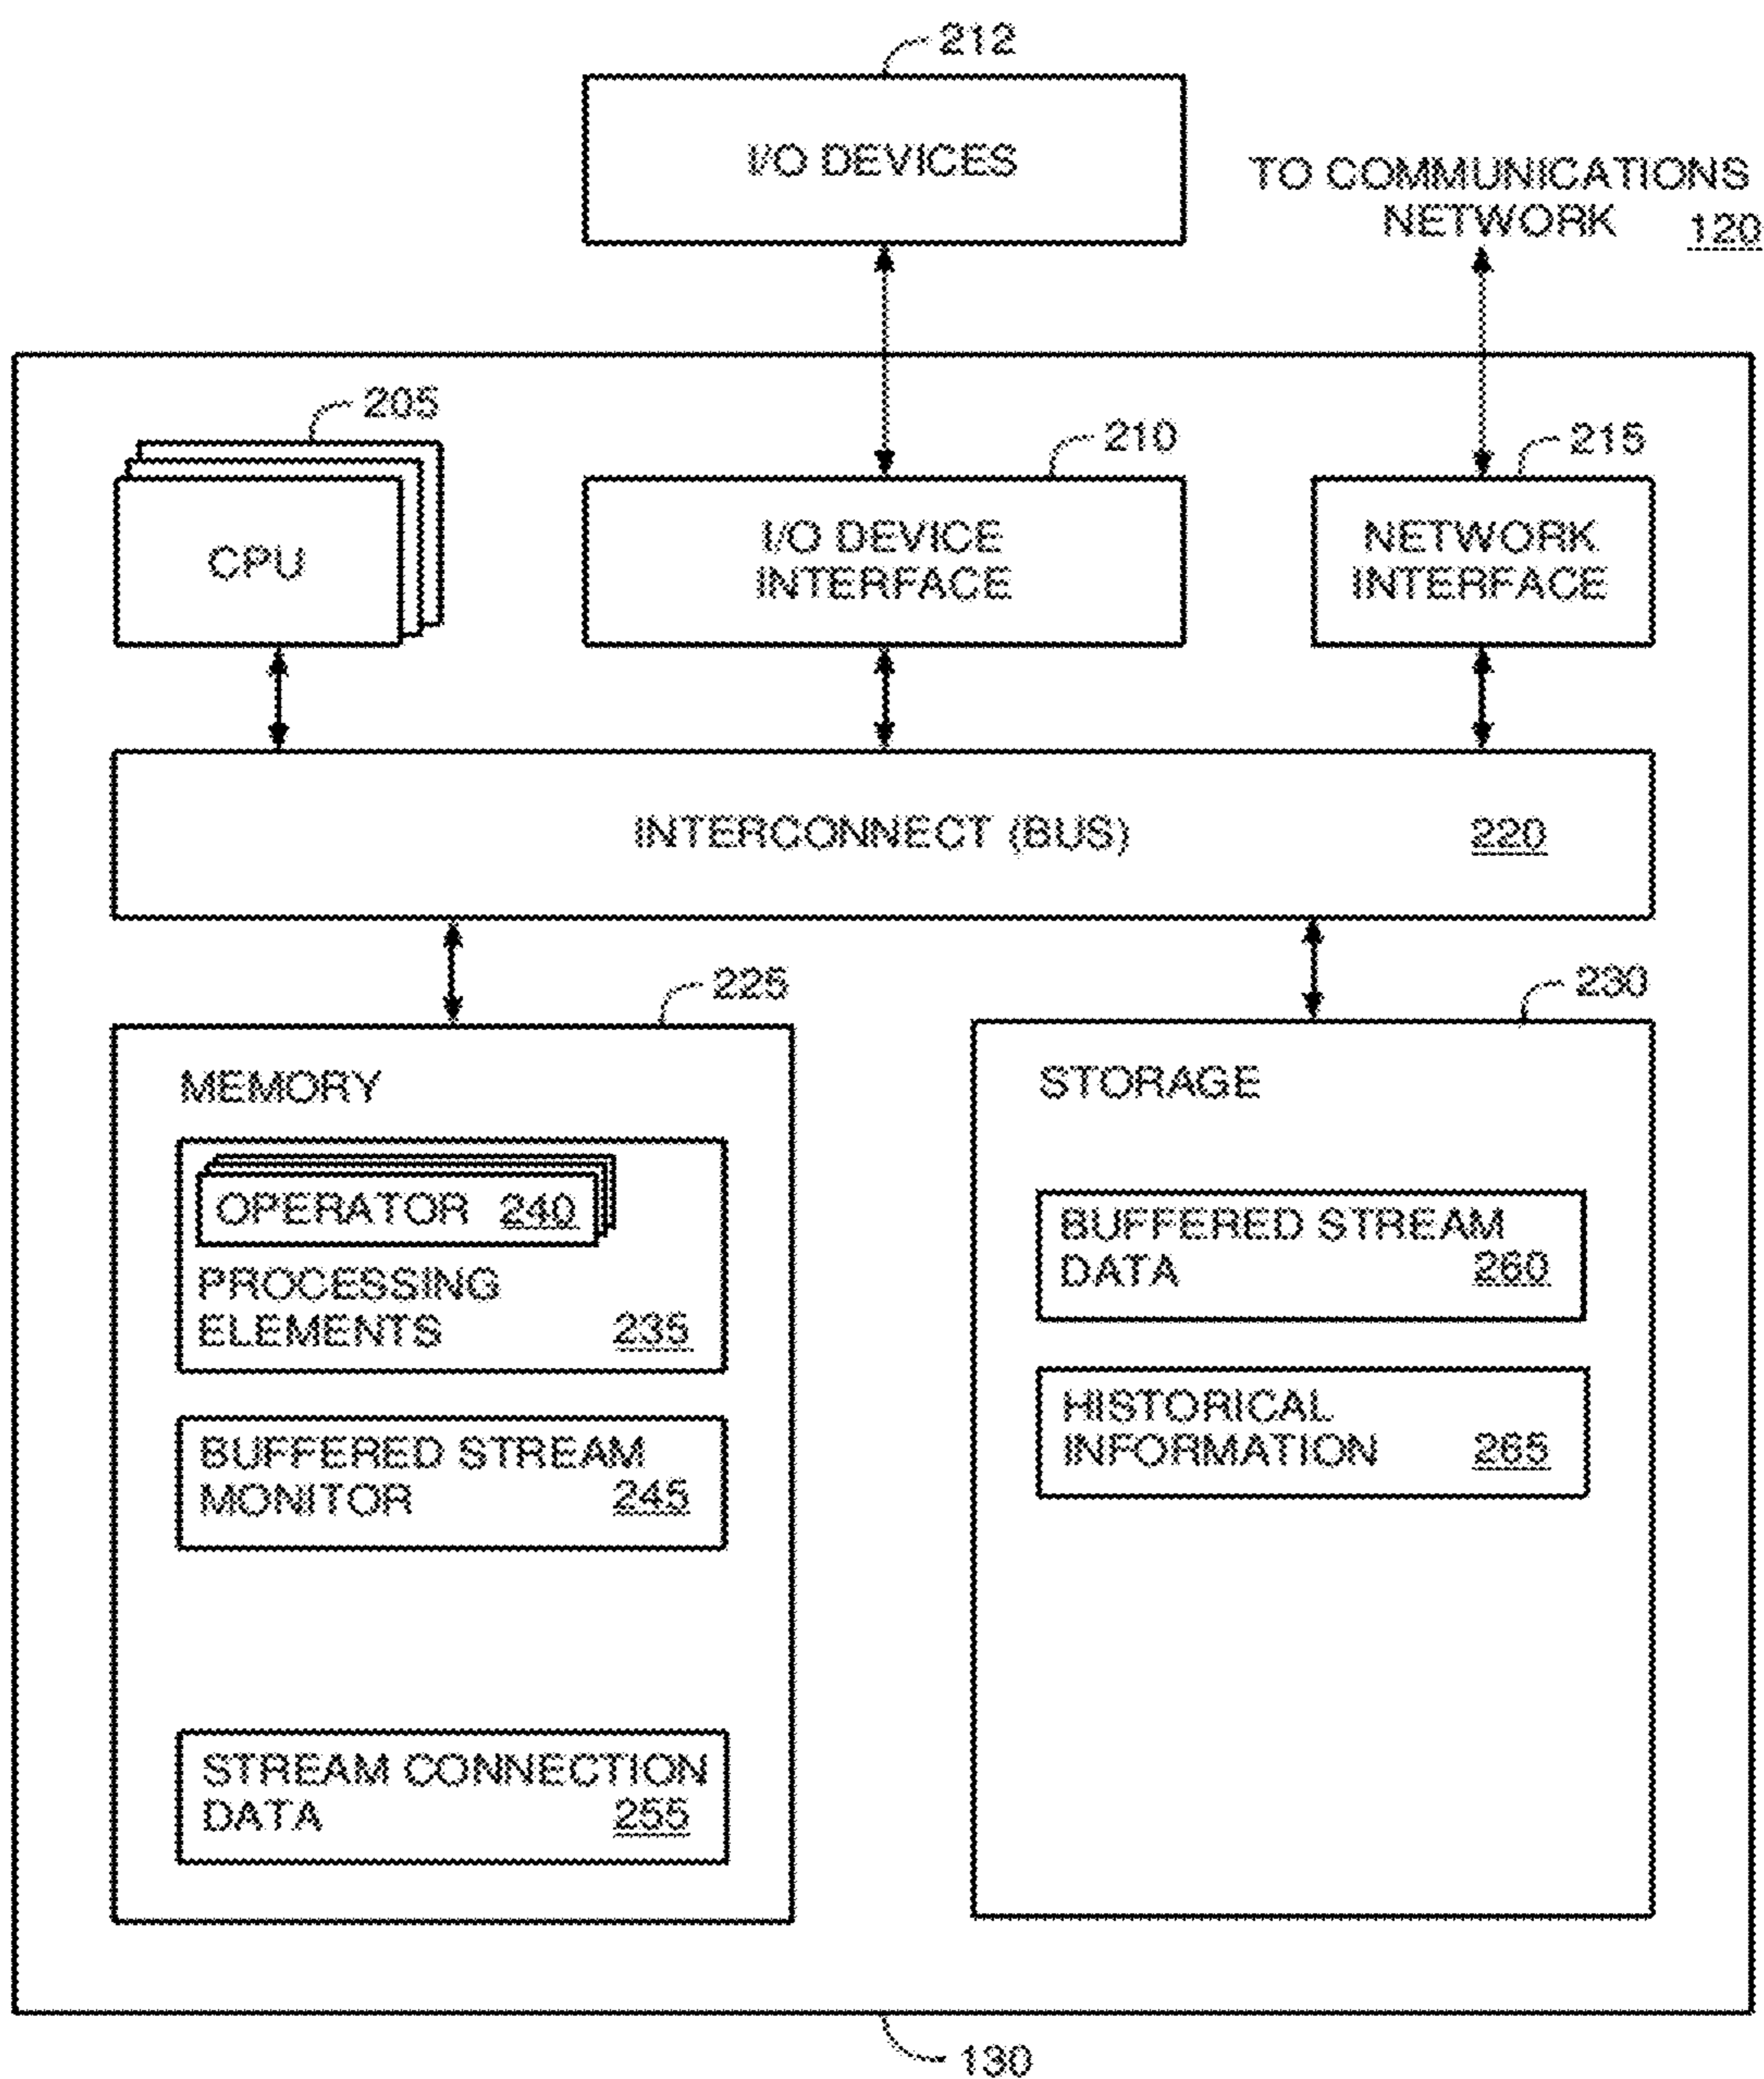 212
I/O DEVICES
TO COMMUNICATIONS
NETWORK 120
205
210
215
CPU
I/O DEVICE
INTERFACE
NETWORK
INTERFACE
INTERCONNECT (BUS) 220
225
230
MEMORY
OPERATOR 240
PROCESSING
ELEMENTS 235
BUFFERED STREAM
MONITOR 245
STREAM CONNECTION
DATA 255
STORAGE
BUFFERED STREAM
DATA 260
HISTORICAL
INFORMATION 265
130